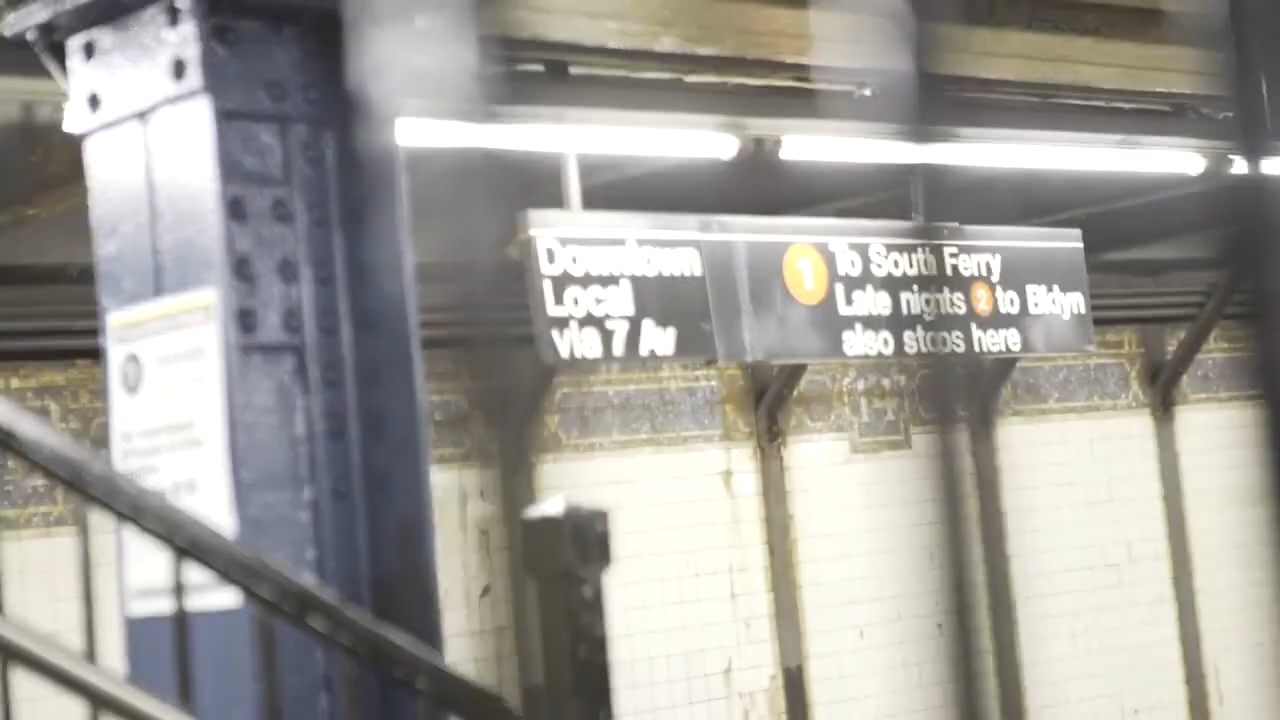 Downtown
Local
via 7 Av
1 To South Ferry
Late nights 2 to Bklyn
also stops here